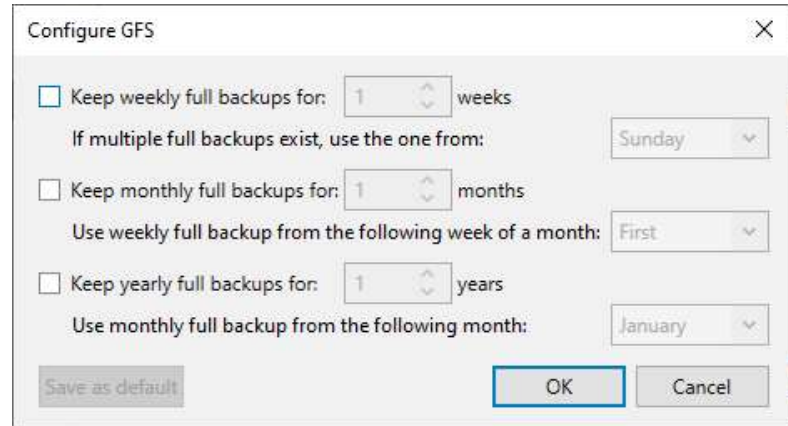 Configure GFS
Keep weekly full backups for: 1 weeks
If multiple full backups exist, use the one from: Sunday
Keep monthly full backups for: 1 months
Use weekly full backup from the following week of a month: First
Keep yearly full backups for: 1 years
Use monthly full backup from the following month: January
Save as default OK Cancel